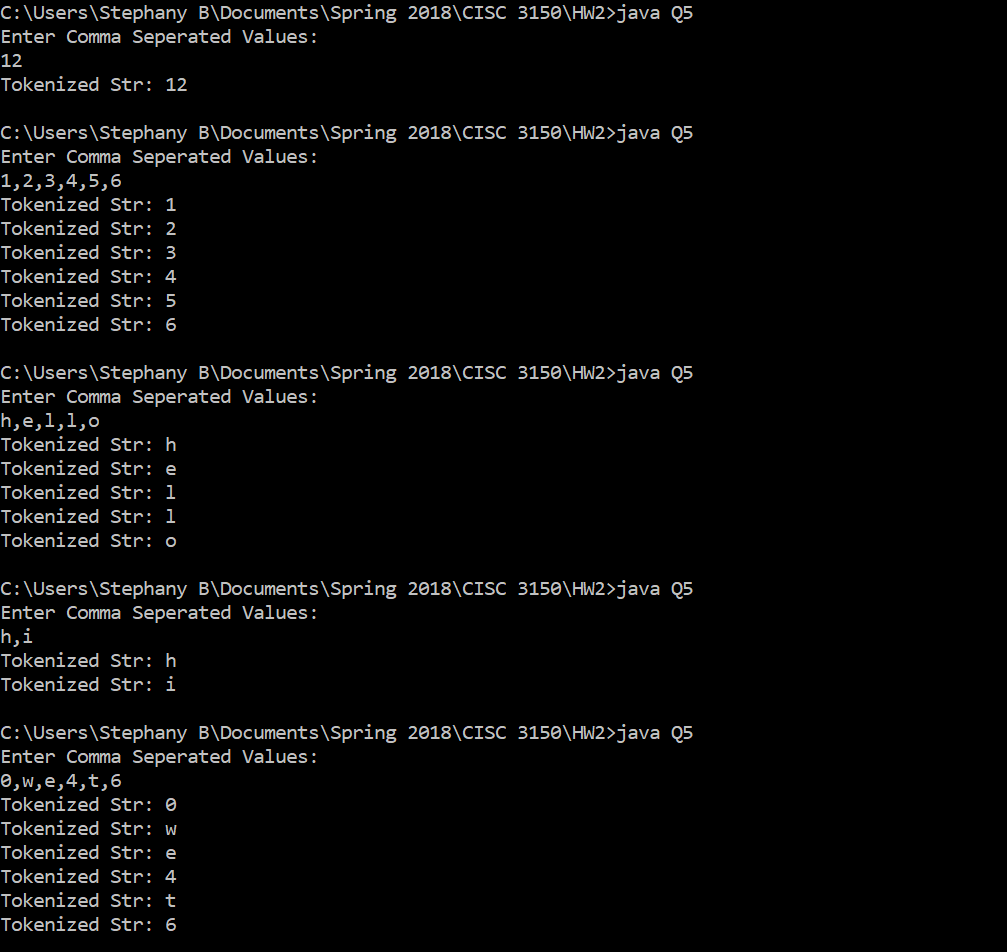 C:\Users\Stephany B\Documents\Spring 2018\CISC 3150\HW2>java Q5
Enter Comma Seperated Values:
12
Tokenized Str: 12
C:\Users\Stephany B\Documents\Spring 2018\CISC 3150\HW2>java Q5
Enter Comma Seperated Values:
1,2,3,4,5,6
Tokenized Str: 1
Tokenized Str: 2
Tokenized Str: 3
Tokenized Str: 4
Tokenized Str: 5
Tokenized Str: 6
C:\Users\Stephany B\Documents\Spring 2018\CISC 3150\HW2>java Q5
Enter Comma Seperated Values:
h,e,l,l,o
Tokenized Str: h
Tokenized Str: e
Tokenized Str: l
Tokenized Str: l
Tokenized Str: o
C:\Users\Stephany B\Documents\Spring 2018\CISC 3150\HW2>java Q5
Enter Comma Seperated Values:
h,i
Tokenized Str: h
Tokenized Str: i
C:\Users\Stephany B\Documents\Spring 2018\CISC 3150\HW2>java Q5
Enter Comma Seperated Values:
0,w,e,4,t,6
Tokenized Str: 0
Tokenized Str: w
Tokenized Str: e
Tokenized Str: 4
Tokenized Str: t
Tokenized Str: 6